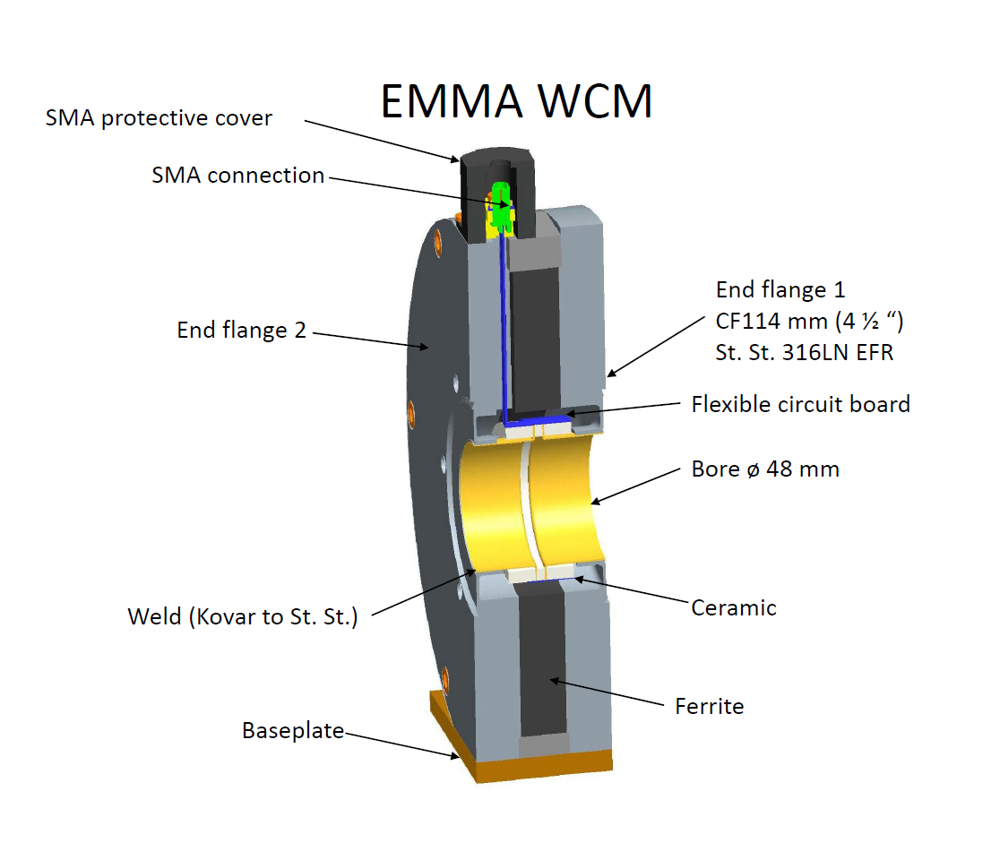 EMMA WCM
SMA protective cover
SMA connection
End flange 1
CF114 mm (4 ½ “)
St. St. 316LN EFR
End flange 2
Flexible circuit board
Bore ø 48 mm
Weld (Kovar to St. St.)
Ceramic
Ferrite
Baseplate